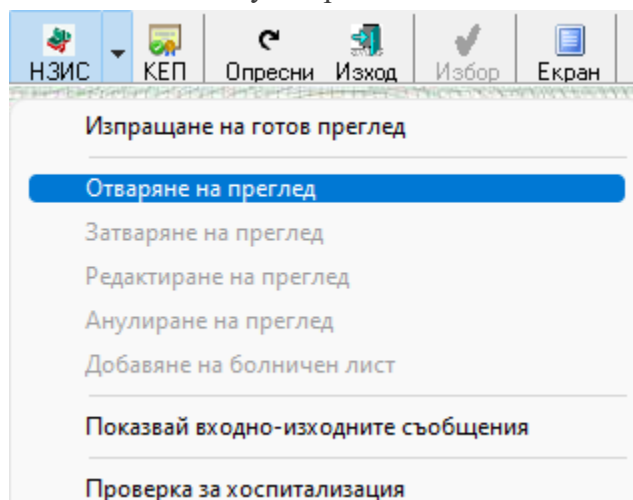 НЗИС КЕП Опресни Изход Избор Екран
Изпращане на готов преглед
Отваряне на преглед
Затваряне на преглед
Редактиране на преглед
Анулиране на преглед
Добавяне на болничен лист
Показвай входно-изходните съобщения
Проверка за хоспитализация